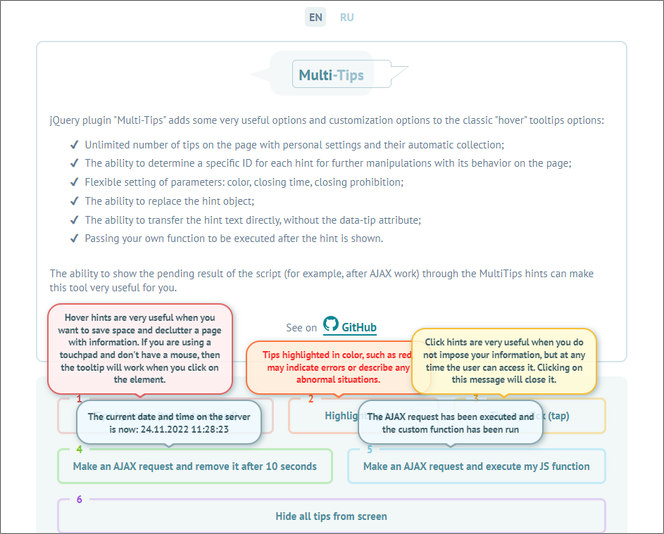 EN RU
Multi-Tips
jQuery plugin "Multi-Tips" adds some very useful options and customization options to the classic "hover" tooltips options:
Unlimited number of tips on the page with personal settings and their automatic collection;
The ability to determine a specific ID for each hint for further manipulations with its behavior on the page;
Flexible setting of parameters: color, closing time, closing prohibition;
The ability to replace the hint object;
The ability to transfer the hint text directly, without the data-tip attribute;
Passing your own function to be executed after the hint is shown.
The ability to show the pending result of the script (for example, after AJAX work) through the MultiTips hints can make
this tool very useful for you.
See on GitHub
Hover hints are very useful when you
want to save space and declutter a page
with information. If you are using a
touchpad and don't have a mouse, then
the tooltip will work when you click on
the element.
Tips highlighted in color, such as red
may indicate errors or describe any
abnormal situations.
Click hints are very useful when you do
not impose your information, but at any
time the user can access it. Clicking on
this message will close it.
1
2
3
Highlig
(tap)
The current date and time on the server
is now: 24.11.2022 11:28:23
The AJAX request has been executed and
the custom function has been run
4
Make an AJAX request and remove it after 10 seconds
5
Make an AJAX request and execute my JS function
6
Hide all tips from screen